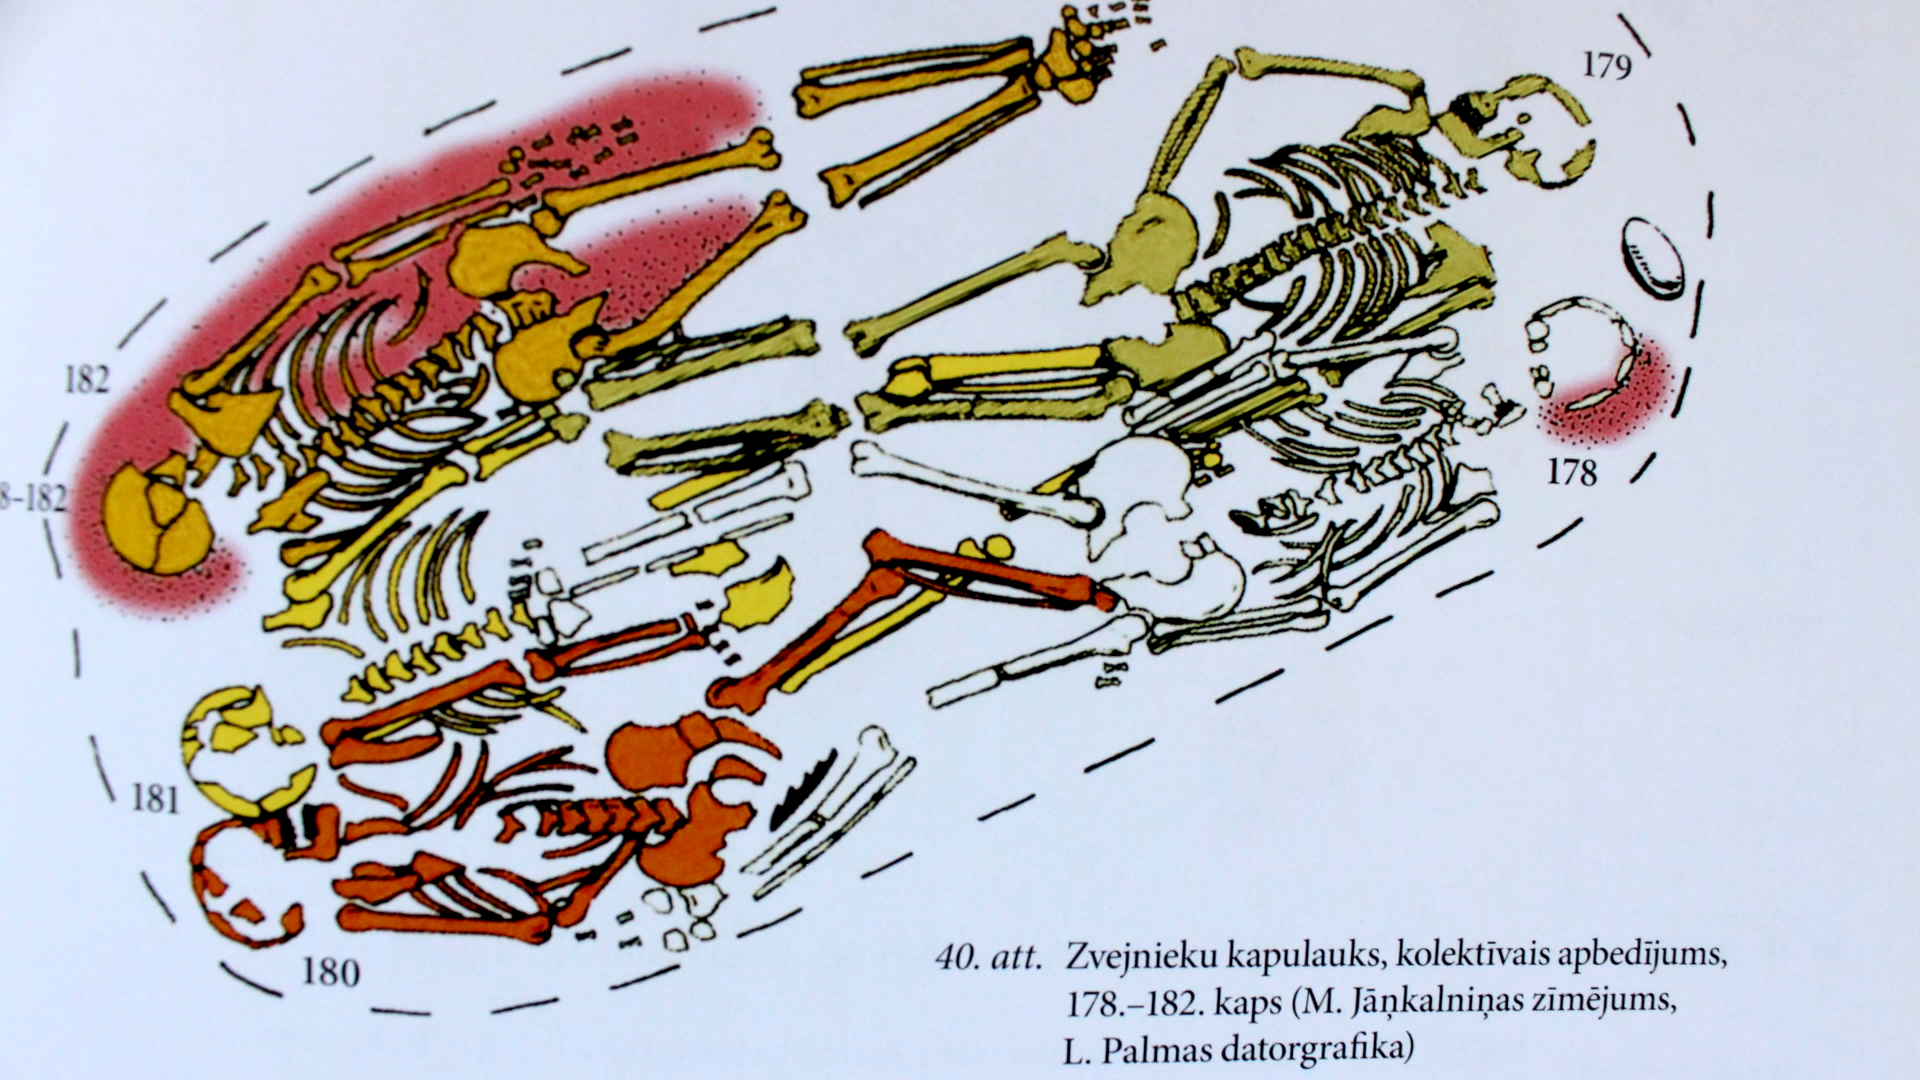 179
182
8–182
178
181
180
40. att. Zvejnieku kapulauks, kolektīvais apbedījums,
178.–182. kaps (M. Jāņkalniņas zīmējums,
L. Palmas datorgrafika)